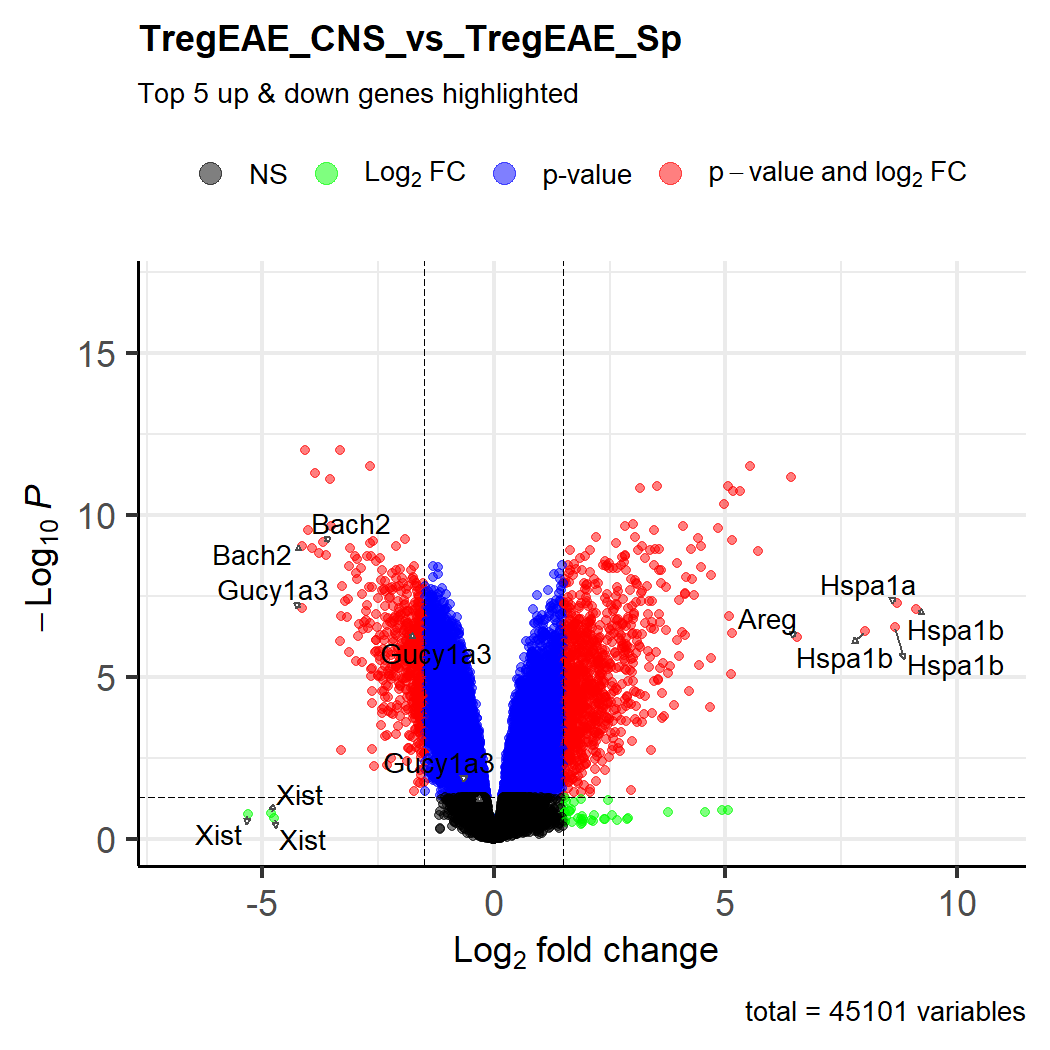 TregEAE_CNS_vs_TregEAE_Sp
Top 5 up & down genes highlighted
NS Log2 FC p-value p – value and log2 FC
– Log10 P
15
10
5
0
Bach2
Bach2
Gucy1a3
Gucy1a3
Gucy1a3
Xist
Xist
Xist
Hspa1a
Areg
Hspa1b
Hspa1b
Hspa1b
-5 0 5 10
Log2 fold change
total = 45101 variables